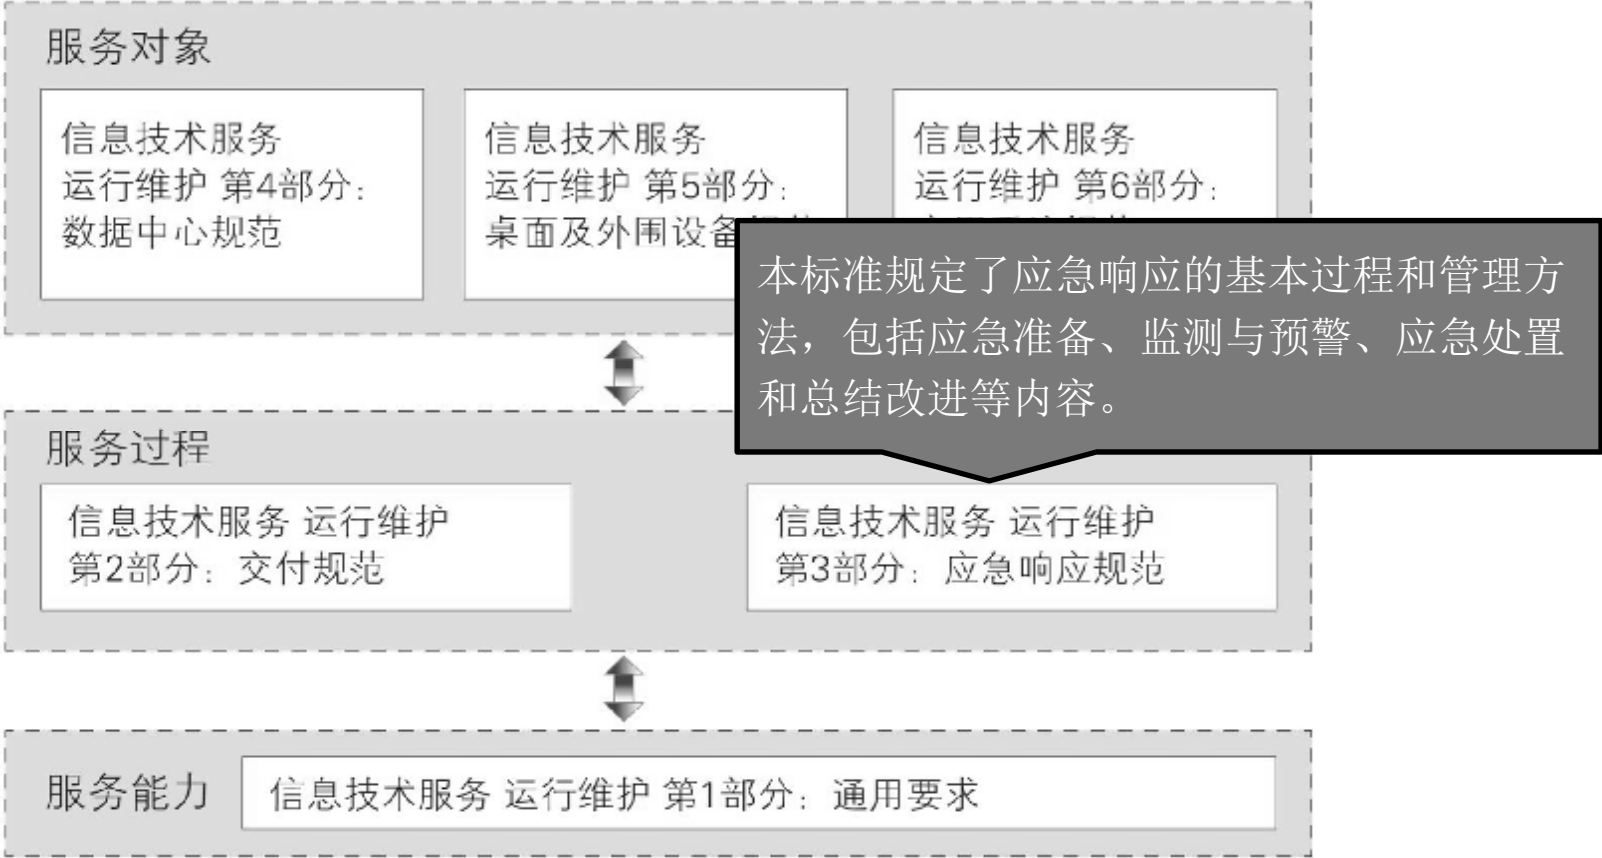 服务对象
信息技术服务
运行维护 第4部分：
数据中心规范
信息技术服务
运行维护 第5部分：
桌面及外围设备
信息技术服务
运行维护 第6部分：
本标准规定了应急响应的基本过程和管理方
法，包括应急准备、监测与预警、应急处置
和总结改进等内容。
服务过程
信息技术服务 运行维护
第2部分：交付规范
信息技术服务 运行维护
第3部分：应急响应规范
服务能力
信息技术服务 运行维护 第1部分：通用要求